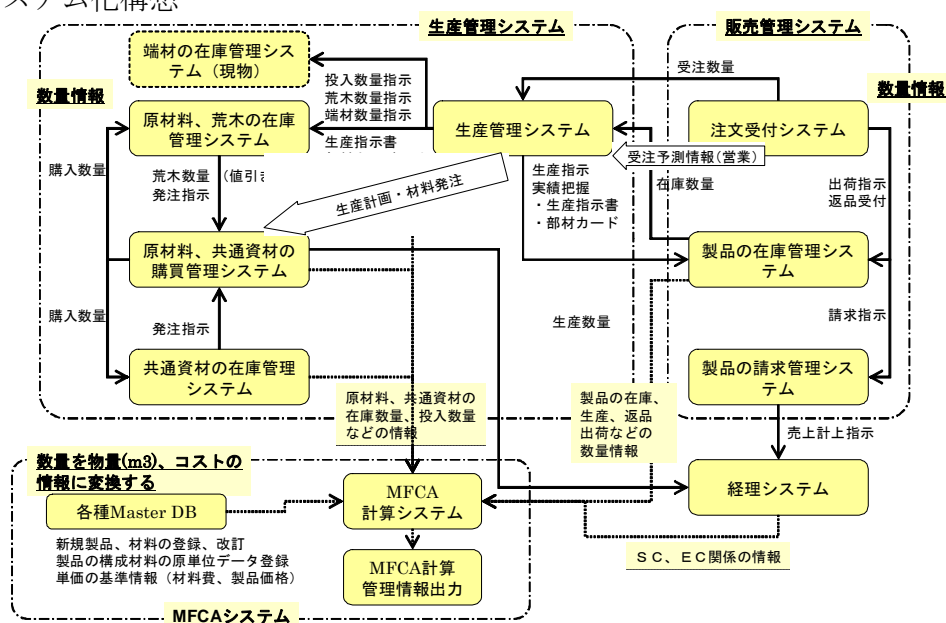 ステム化構想
生産管理システム
販売管理システム
端材の在庫管理シス
テム（現物）
数量情報
投入数量指示
荒木数量指示
端材数量指示
生産指示書
原材料、荒木の在庫
管理システム
生産管理システム
受注数量
注文受付システム
数量情報
受注予測情報(営業)
購入数量
荒木数量
（値引き
発注指示
生産計画・材料発注
生産指示
実績把握
・生産指示書
・部材カード
在庫数量
出荷指示
返品受付
原材料、共通資材の
購買管理システム
製品の在庫管理シス
テム
購入数量
発注指示
生産数量
請求指示
共通資材の在庫管理
システム
製品の請求管理シス
テム
原材料、共通資材の
在庫数量、投入数量
などの情報
製品の在庫、
生産、返品
出荷などの
数量情報
売上計上指示
数量を物量(m3)、コストの
情報に変換する
各種Master DB
MFCA
計算システム
経理システム
新規製品、材料の登録、改訂
製品の構成材料の原単位データ登録
単価の基準情報（材料費、製品価格）
MFCA計算
管理情報出力
ＳＣ、ＥＣ関係の情報
MFCAシステム